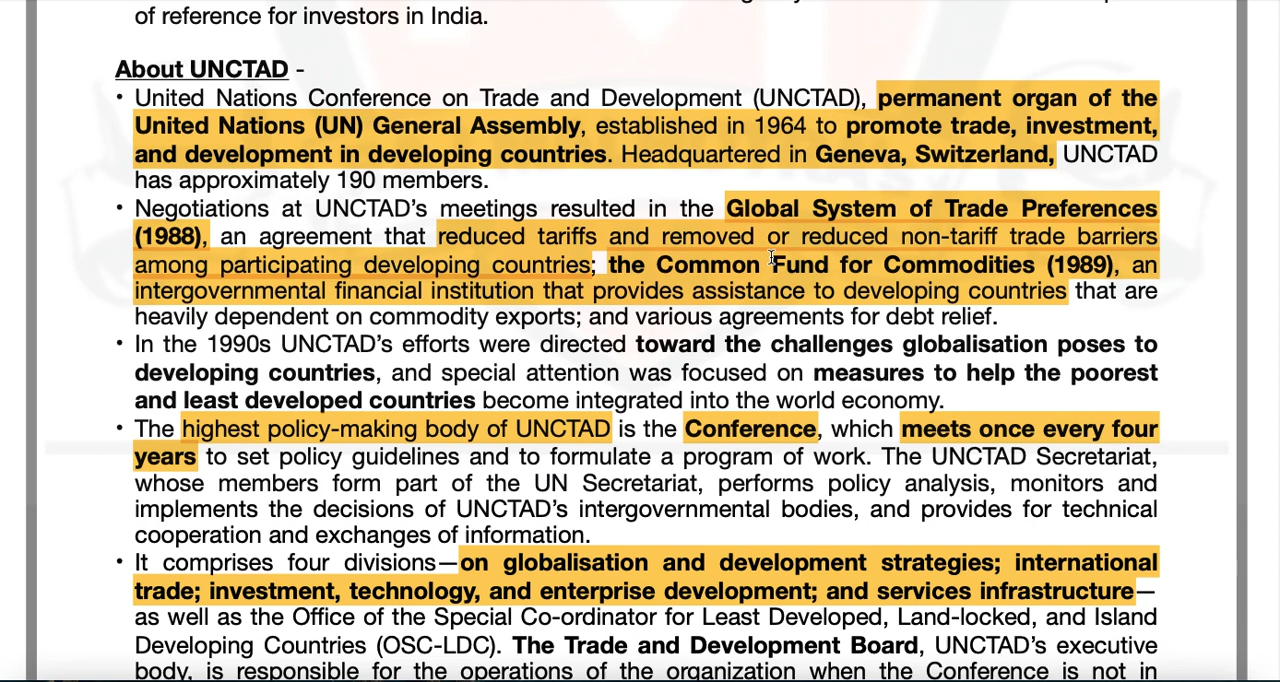 of reference for investors in India.
About UNCTAD -
• United Nations Conference on Trade and Development (UNCTAD), permanent organ of the
United Nations (UN) General Assembly, established in 1964 to promote trade, investment,
and development in developing countries. Headquartered in Geneva, Switzerland, UNCTAD
has approximately 190 members.
• Negotiations at UNCTAD’s meetings resulted in the Global System of Trade Preferences
(1988), an agreement that reduced tariffs and removed or reduced non-tariff trade barriers
among participating developing countries; the Common Fund for Commodities (1989), an
intergovernmental financial institution that provides assistance to developing countries that are
heavily dependent on commodity exports; and various agreements for debt relief.
• In the 1990s UNCTAD’s efforts were directed toward the challenges globalisation poses to
developing countries, and special attention was focused on measures to help the poorest
and least developed countries become integrated into the world economy.
• The highest policy-making body of UNCTAD is the Conference, which meets once every four
years to set policy guidelines and to formulate a program of work. The UNCTAD Secretariat,
whose members form part of the UN Secretariat, performs policy analysis, monitors and
implements the decisions of UNCTAD’s intergovernmental bodies, and provides for technical
cooperation and exchanges of information.
• It comprises four divisions—on globalisation and development strategies; international
trade; investment, technology, and enterprise development; and services infrastructure—
as well as the Office of the Special Co-ordinator for Least Developed, Land-locked, and Island
Developing Countries (OSC-LDC). The Trade and Development Board, UNCTAD’s executive
body, is responsible for the operations of the organization when the Conference is not in